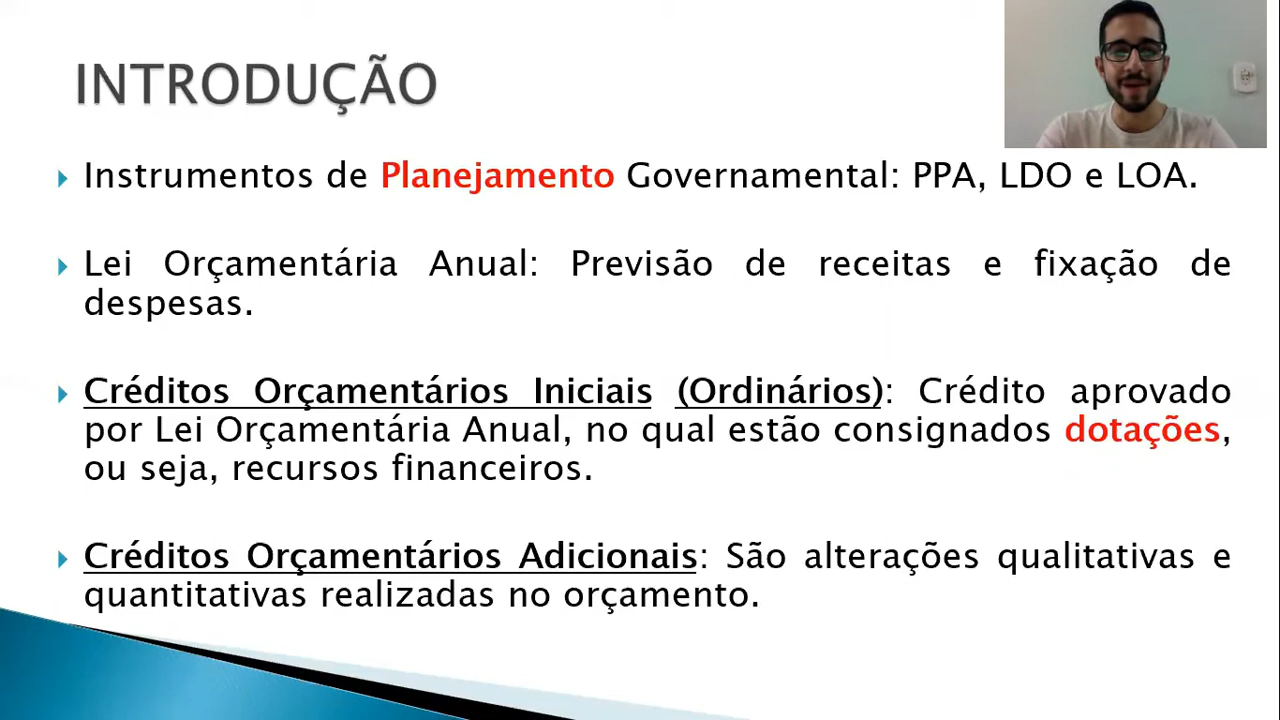 INTRODUÇÃO
Instrumentos de Planejamento Governamental: PPA, LDO e LOA.
Lei Orçamentária Anual: Previsão de receitas e fixação de
despesas.
Créditos Orçamentários Iniciais (Ordinários): Crédito aprovado
por Lei Orçamentária Anual, no qual estão consignados dotações,
ou seja, recursos financeiros.
Créditos Orçamentários Adicionais: São alterações qualitativas e
quantitativas realizadas no orçamento.